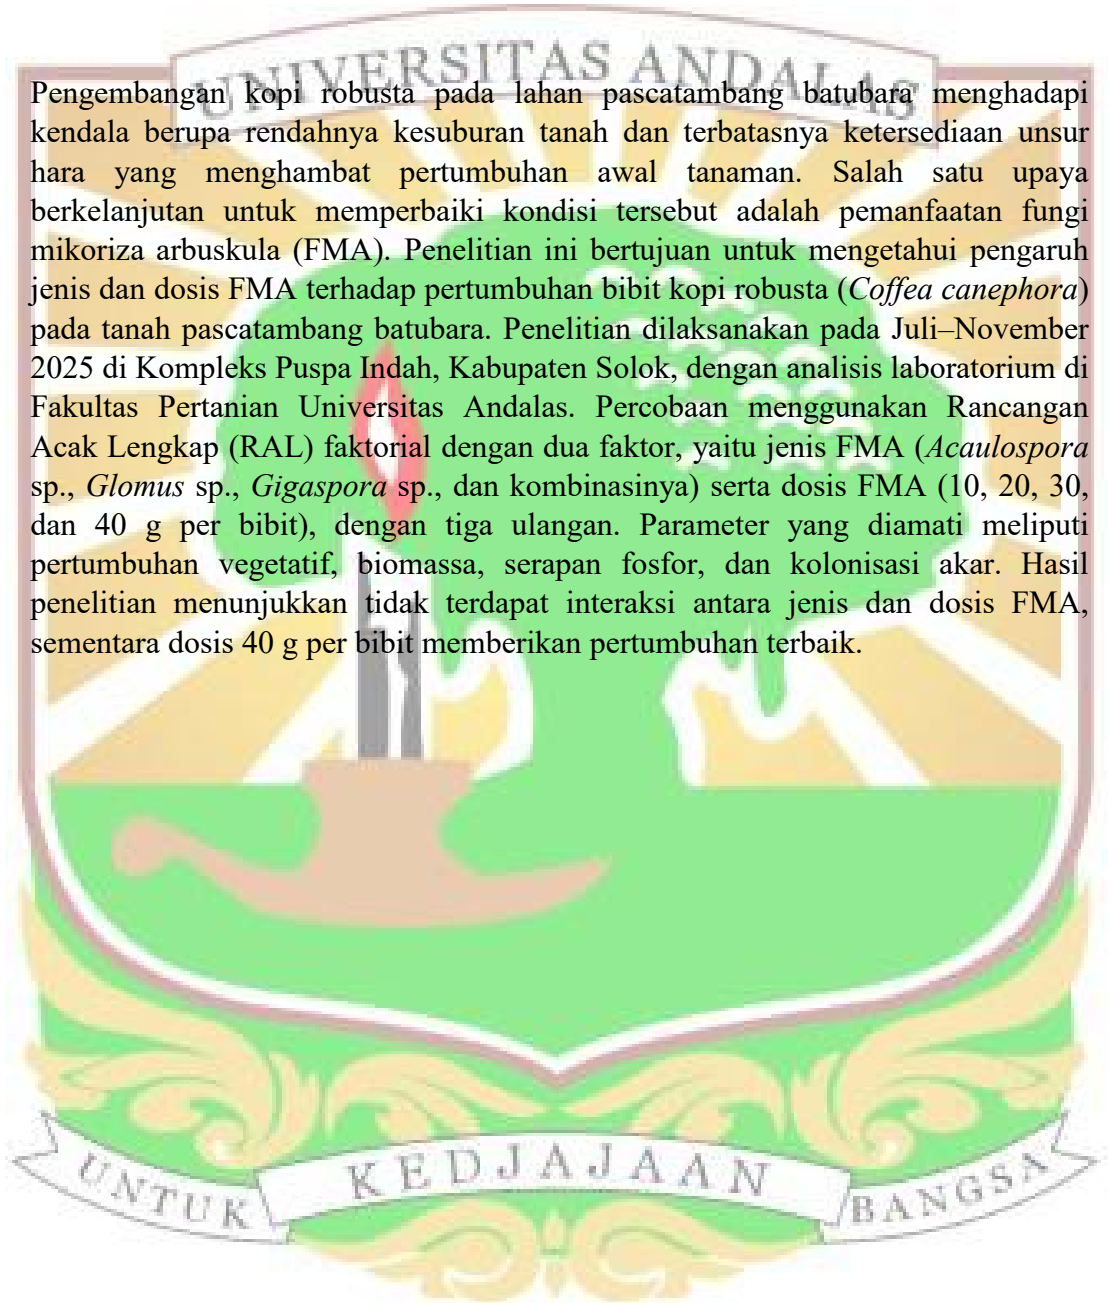 UNIVERSITAS ANDALAS
Pengembangan kopi robusta pada lahan pascatambang batubara menghadapi
kendala berupa rendahnya kesuburan tanah dan terbatasnya ketersediaan unsur
hara yang menghambat pertumbuhan awal tanaman. Salah satu upaya
berkelanjutan untuk memperbaiki kondisi tersebut adalah pemanfaatan fungi
mikoriza arbuskula (FMA). Penelitian ini bertujuan untuk mengetahui pengaruh
jenis dan dosis FMA terhadap pertumbuhan bibit kopi robusta (Coffea canephora)
pada tanah pascatambang batubara. Penelitian dilaksanakan pada Juli–November
2025 di Kompleks Puspa Indah, Kabupaten Solok, dengan analisis laboratorium di
Fakultas Pertanian Universitas Andalas. Percobaan menggunakan Rancangan
Acak Lengkap (RAL) faktorial dengan dua faktor, yaitu jenis FMA (Acaulospora
sp., Glomus sp., Gigaspora sp., dan kombinasinya) serta dosis FMA (10, 20, 30,
dan 40 g per bibit), dengan tiga ulangan. Parameter yang diamati meliputi
pertumbuhan vegetatif, biomassa, serapan fosfor, dan kolonisasi akar. Hasil
penelitian menunjukkan tidak terdapat interaksi antara jenis dan dosis FMA,
sementara dosis 40 g per bibit memberikan pertumbuhan terbaik.
UNTUK KEDJAJAAN BANGSA